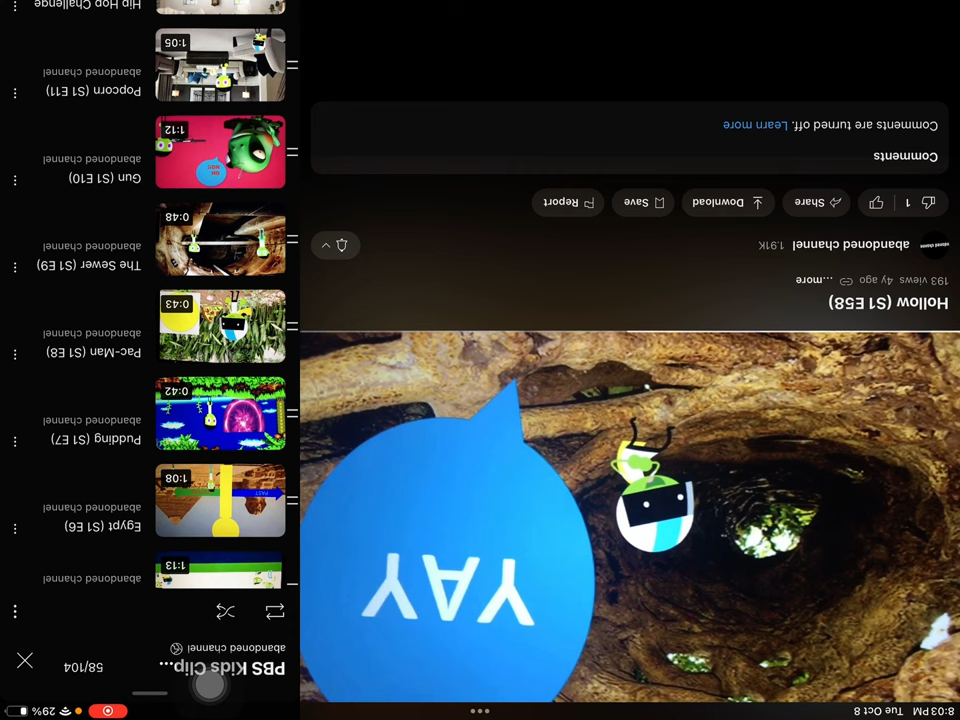 8:03 PM Tue Oct 8
29%
YAY
Hollow (S1 E58)
193 views 4y ago ...more
abandoned channel 1.91K
1
Share
Download
Save
Report
Comments
Comments are turned off. Learn more
PBS Kids Clip...
58/104
abandoned channel
1:13
abandoned channel
1:08
Egypt (S1 E6)
abandoned channel
0:42
Pudding (S1 E7)
abandoned channel
0:43
Pac-Man (S1 E8)
abandoned channel
0:48
The Sewer (S1 E9)
abandoned channel
1:12
Gun (S1 E10)
abandoned channel
1:05
Popcorn (S1 E11)
abandoned channel
Hip Hop Challenge